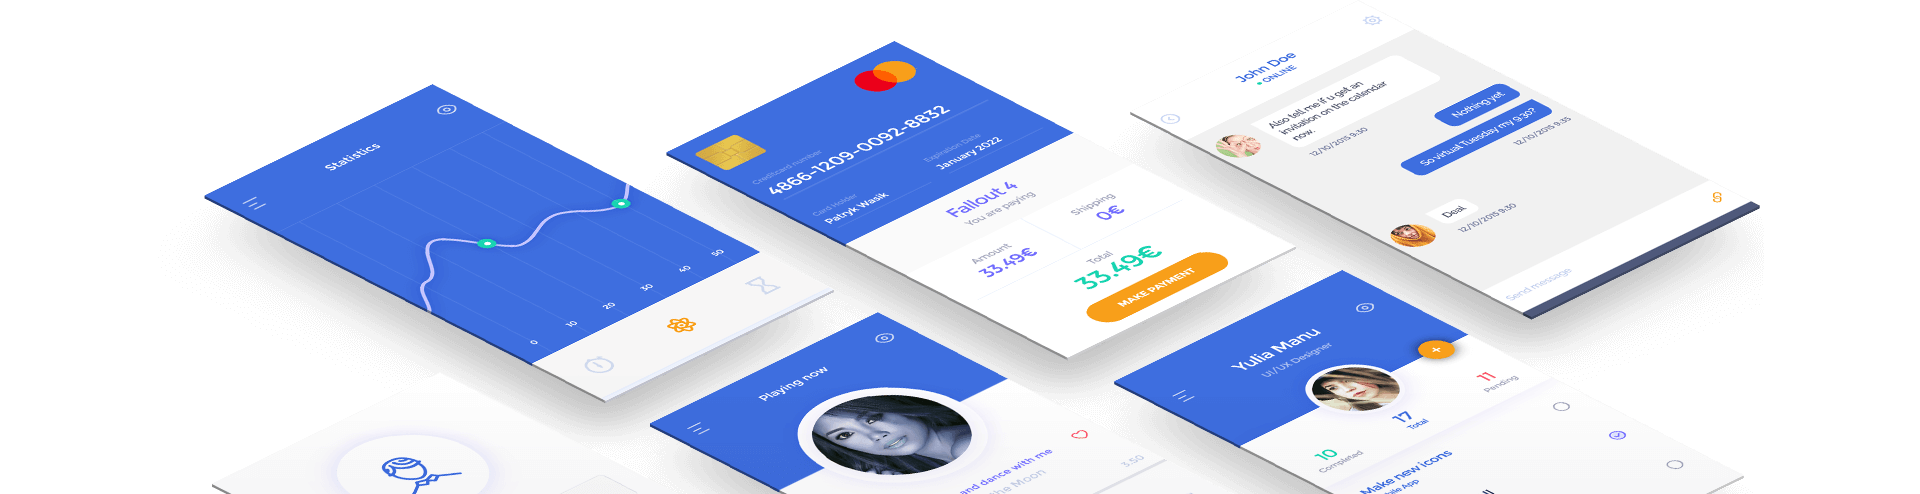 Statistics
0
10
20
30
40
50
Creditcard number
4866-1209-0092-8832
Card Holder
Patryk Wasik
Expiration Date
January 2022
Fallout 4
You are paying
Amount
33.49€
Shipping
0€
Total
33.49€
MAKE PAYMENT
John Doe
ONLINE
Also tell me if u get an
invitation on the calendar
now.
12/10/2015 9:30
Nothing yet
So virtual Tuesday my 9:30?
12/10/2015 9:35
Deal
12/10/2015 9:30
Send message
Playing now
and dance with me
the Moon
3:50
Yulia Manu
UI/UX Designer
10
Completed
17
Total
11
Pending
Make new icons
bile App